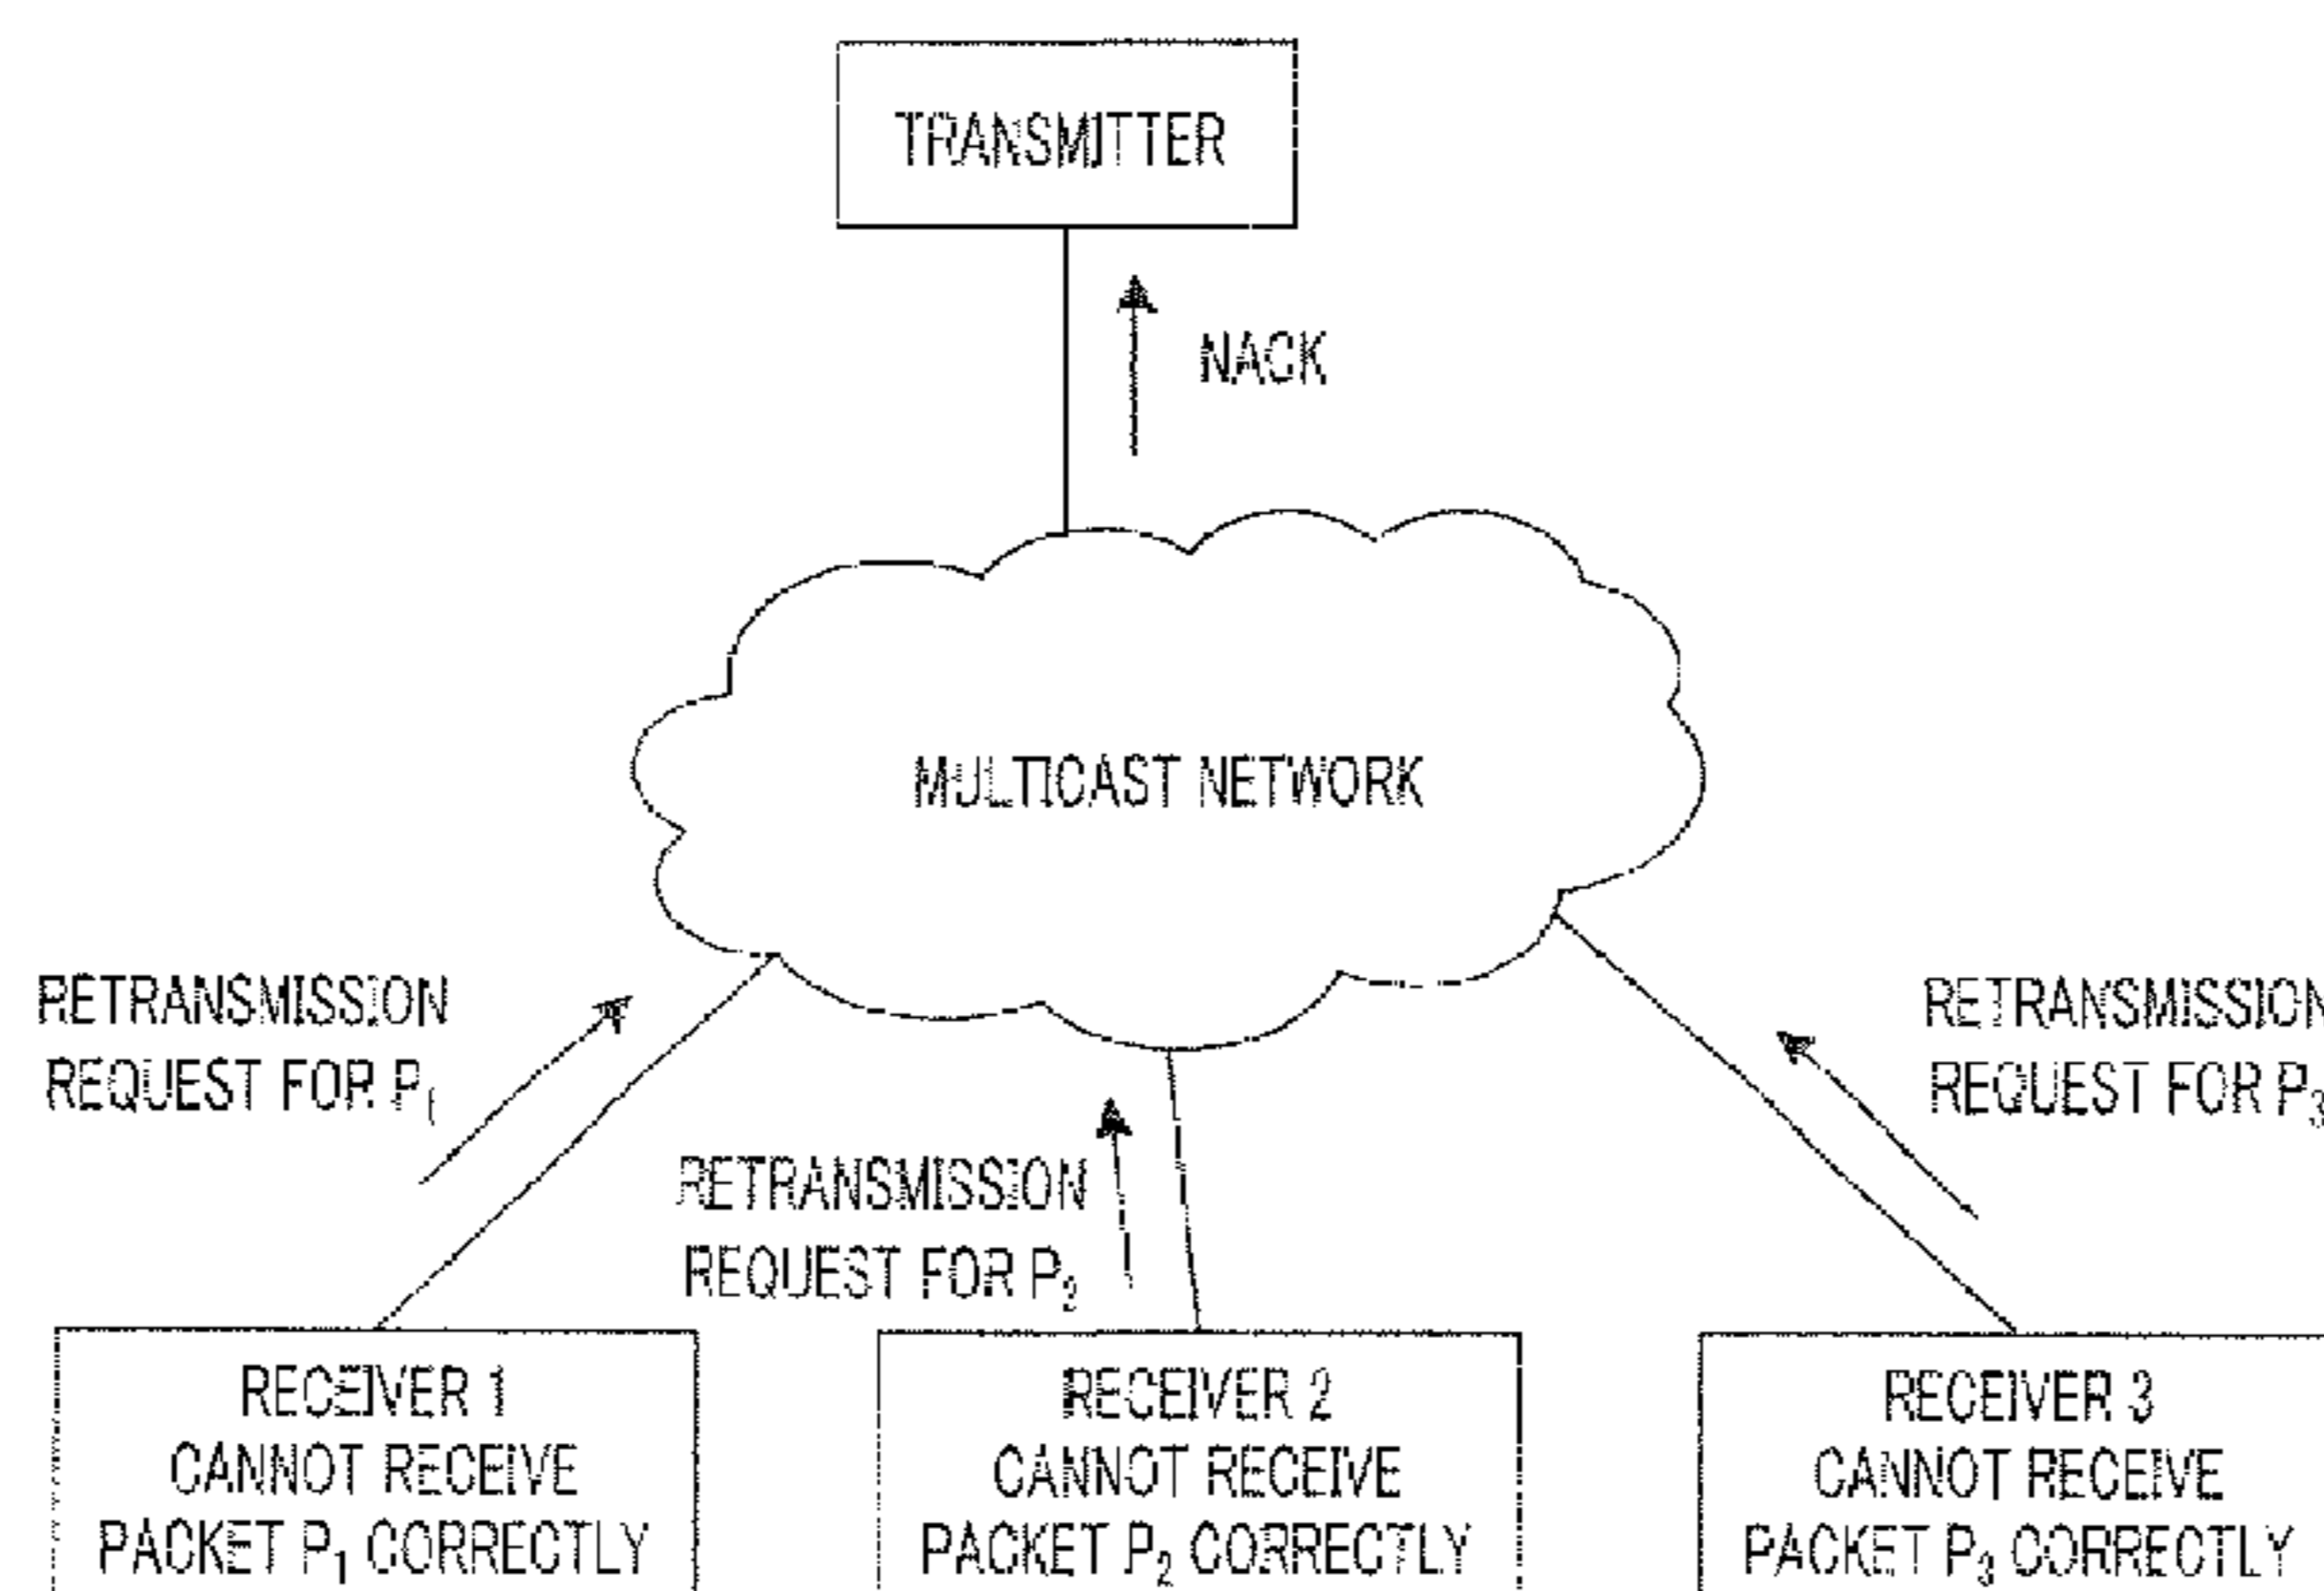 TRANSMITTER
NACK
MULTICAST NETWORK
RETRANSMISSION
REQUEST FOR P₁
RETRANSMISSION
REQUEST FOR P₂
RETRANSMISSION
REQUEST FOR P₃
RECEIVER 1
CANNOT RECEIVE
PACKET P₁ CORRECTLY
RECEIVER 2
CANNOT RECEIVE
PACKET P₂ CORRECTLY
RECEIVER 3
CANNOT RECEIVE
PACKET P₃ CORRECTLY